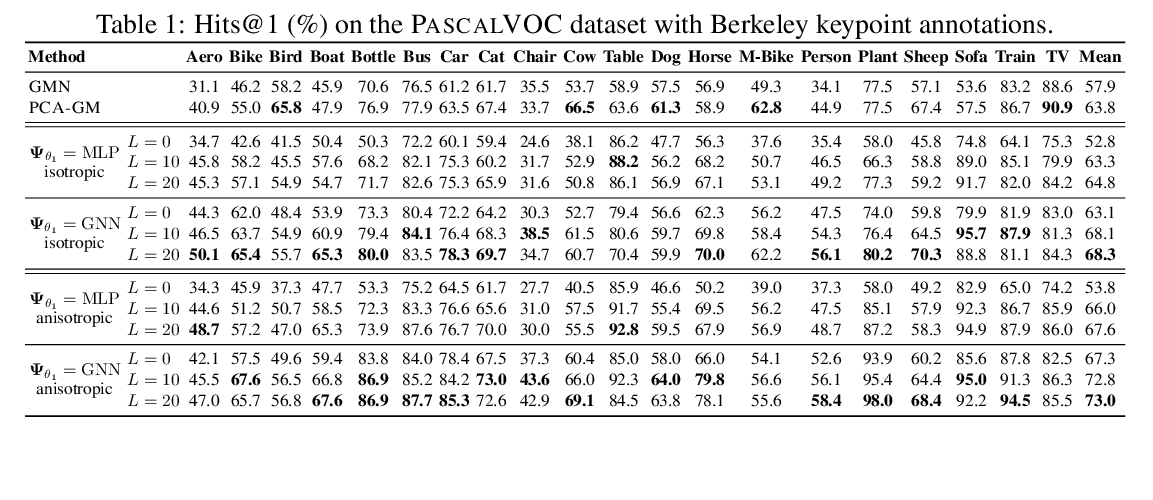 Table 1: Hits@1 (%) on the PASCALVOC dataset with Berkeley keypoint annotations.
Method Aero Bike Bird Boat Bottle Bus Car Cat Chair Cow Table Dog Horse M-Bike Person Plant Sheep Sofa Train TV Mean
GMN 31.1 46.2 58.2 45.9 70.6 76.5 61.2 61.7 35.5 53.7 58.9 57.5 56.9 49.3 34.1 77.5 57.1 53.6 83.2 88.6 57.9
PCA-GM 40.9 55.0 65.8 47.9 76.9 77.9 63.5 67.4 33.7 66.5 63.6 61.3 58.9 62.8 44.9 77.5 67.4 57.5 86.7 90.9 63.8
Ψθ1 = MLP isotropic
L = 0 34.7 42.6 41.5 50.4 50.3 72.2 60.1 59.4 24.6 38.1 86.2 47.7 56.3 37.6 35.4 58.0 45.8 74.8 64.1 75.3 52.8
L = 10 45.8 58.2 45.5 57.6 68.2 82.1 75.3 60.2 31.7 52.9 88.2 56.2 68.2 50.7 46.5 66.3 58.8 89.0 85.1 79.9 63.3
L = 20 45.3 57.1 54.9 54.7 71.7 82.6 75.3 65.9 31.6 50.8 86.1 56.9 67.1 53.1 49.2 77.3 59.2 91.7 82.0 84.2 64.8
Ψθ1 = GNN isotropic
L = 0 44.3 62.0 48.4 53.9 73.3 80.4 72.2 64.2 30.3 52.7 79.4 56.6 62.3 56.2 47.5 74.0 59.8 79.9 81.9 83.0 63.1
L = 10 46.5 63.7 54.9 60.9 79.4 84.1 76.4 68.3 38.5 61.5 80.6 59.7 69.8 58.4 54.3 76.4 64.5 95.7 87.9 81.3 68.1
L = 20 50.1 65.4 55.7 65.3 80.0 83.5 78.3 69.7 34.7 60.7 70.4 59.9 70.0 62.2 56.1 80.2 70.3 88.8 81.1 84.3 68.3
Ψθ1 = MLP anisotropic
L = 0 34.3 45.9 37.3 47.7 53.3 75.2 64.5 61.7 27.7 40.5 85.9 46.6 50.2 39.0 37.3 58.0 49.2 82.9 65.0 74.2 53.8
L = 10 44.6 51.2 50.7 58.5 72.3 83.3 76.6 65.6 31.0 57.5 91.7 55.4 69.5 56.2 47.5 85.1 57.9 92.3 86.7 85.9 66.0
L = 20 48.7 57.2 47.0 65.3 73.9 87.6 76.7 70.0 30.0 55.5 92.8 59.5 67.9 56.9 48.7 87.2 58.3 94.9 87.9 86.0 67.6
Ψθ1 = GNN anisotropic
L = 0 42.1 57.5 49.6 59.4 83.8 84.0 78.4 67.5 37.3 60.4 85.0 58.0 66.0 54.1 52.6 93.9 60.2 85.6 87.8 82.5 67.3
L = 10 45.5 67.6 56.5 66.8 86.9 85.2 84.2 73.0 43.6 66.0 92.3 64.0 79.8 56.6 56.1 95.4 64.4 95.0 91.3 86.3 72.8
L = 20 47.0 65.7 56.8 67.6 86.9 87.7 85.3 72.6 42.9 69.1 84.5 63.8 78.1 55.6 58.4 98.0 68.4 92.2 94.5 85.5 73.0